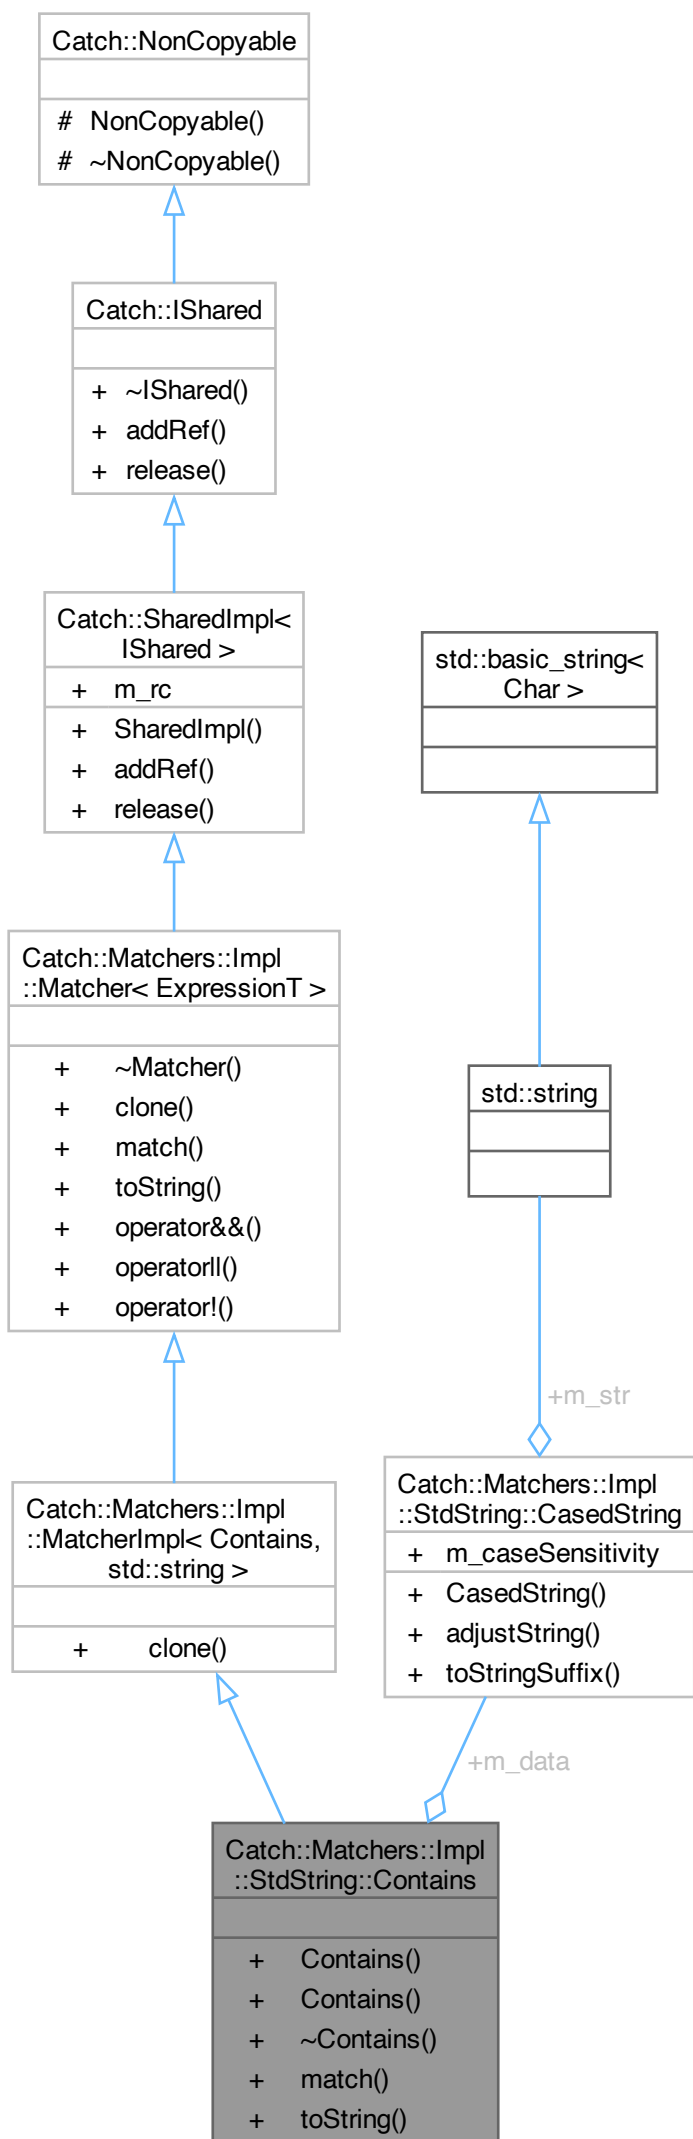 Catch::NonCopyable
# NonCopyable()
# ~NonCopyable()
Catch::IShared
+ ~IShared()
+ addRef()
+ release()
Catch::SharedImpl<
IShared >
+ m_rc
+ SharedImpl()
+ addRef()
+ release()
std::basic_string<
Char >
Catch::Matchers::Impl
::Matcher< ExpressionT >
+ ~Matcher()
+ clone()
+ match()
+ toString()
+ operator&&()
+ operator||()
+ operator!()
std::string
+m_str
Catch::Matchers::Impl
::MatcherImpl< Contains,
std::string >
+ clone()
Catch::Matchers::Impl
::StdString::CasedString
+ m_caseSensitivity
+ CasedString()
+ adjustString()
+ toStringSuffix()
+m_data
Catch::Matchers::Impl
::StdString::Contains
+ Contains()
+ Contains()
+ ~Contains()
+ match()
+ toString()